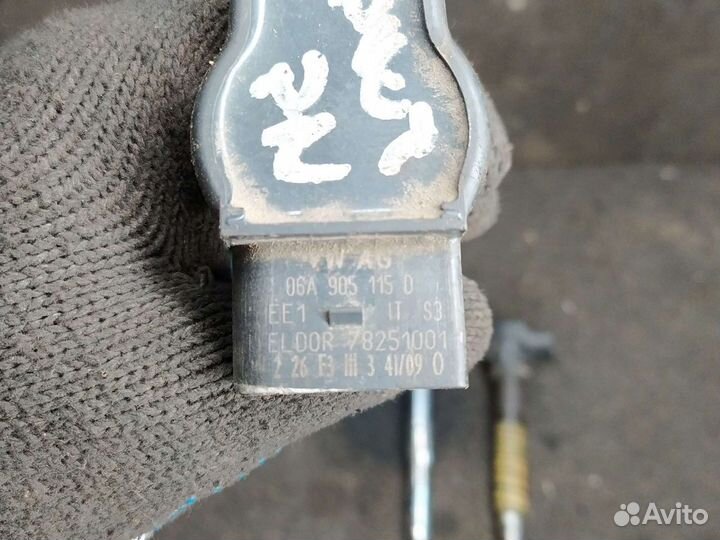 VW AG
06A 905 115 D
EE1 IT S3
ELDOR 78251001
2 26 F3 III 3 41/09 0
Avito